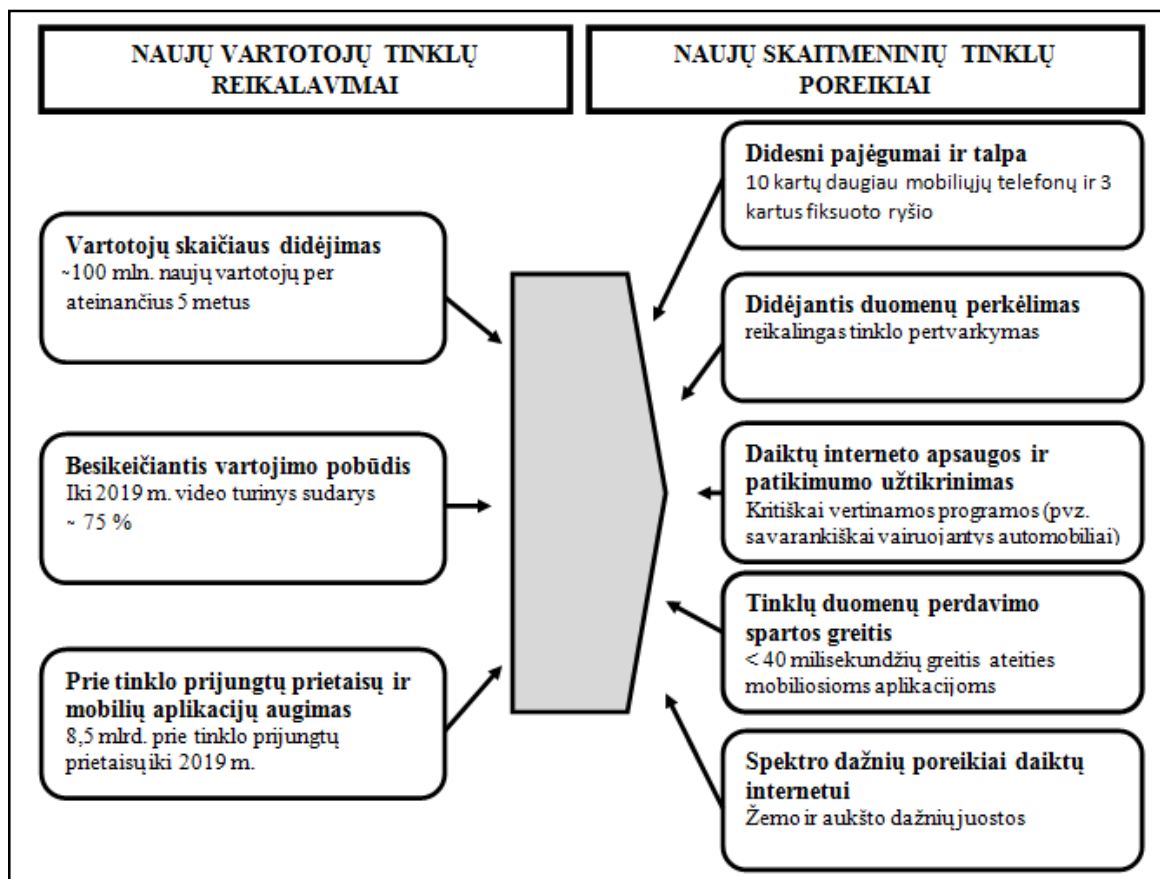 NAUJŲ VARTOTOJŲ TINKLŲ
REIKALAVIMAI
NAUJŲ SKAITMENINIŲ TINKLŲ
POREIKIAI
Vartotojų skaičiaus didėjimas
~100 mln. naujų vartotojų per
ateinančius 5 metus
Besikeičiantis vartojimo pobūdis
Iki 2019 m. video turinys sudarys
~ 75 %
Prie tinklo prijungtų prietaisų ir
mobilių aplikacijų augimas
8,5 mlrd. prie tinklo prijungtų
prietaisų iki 2019 m.
Didesni pajėgumai ir talpa
10 kartų daugiau mobiliųjų telefonų ir 3
kartus fiksuoto ryšio
Didėjantis duomenų perkėlimas
reikalingas tinklo pertvarkymas
Daiktų interneto apsaugos ir
patikimumo užtikrinimas
Kritiškai vertinamos programos (pvz.
savarankiškai vairuojantys automobiliai)
Tinklų duomenų perdavimo
spartos greitis
< 40 milisekundžių greitis ateities
mobiliosioms aplikacijoms
Spektro dažnių poreikiai daiktų
internetui
Žemo ir aukšto dažnių juostos